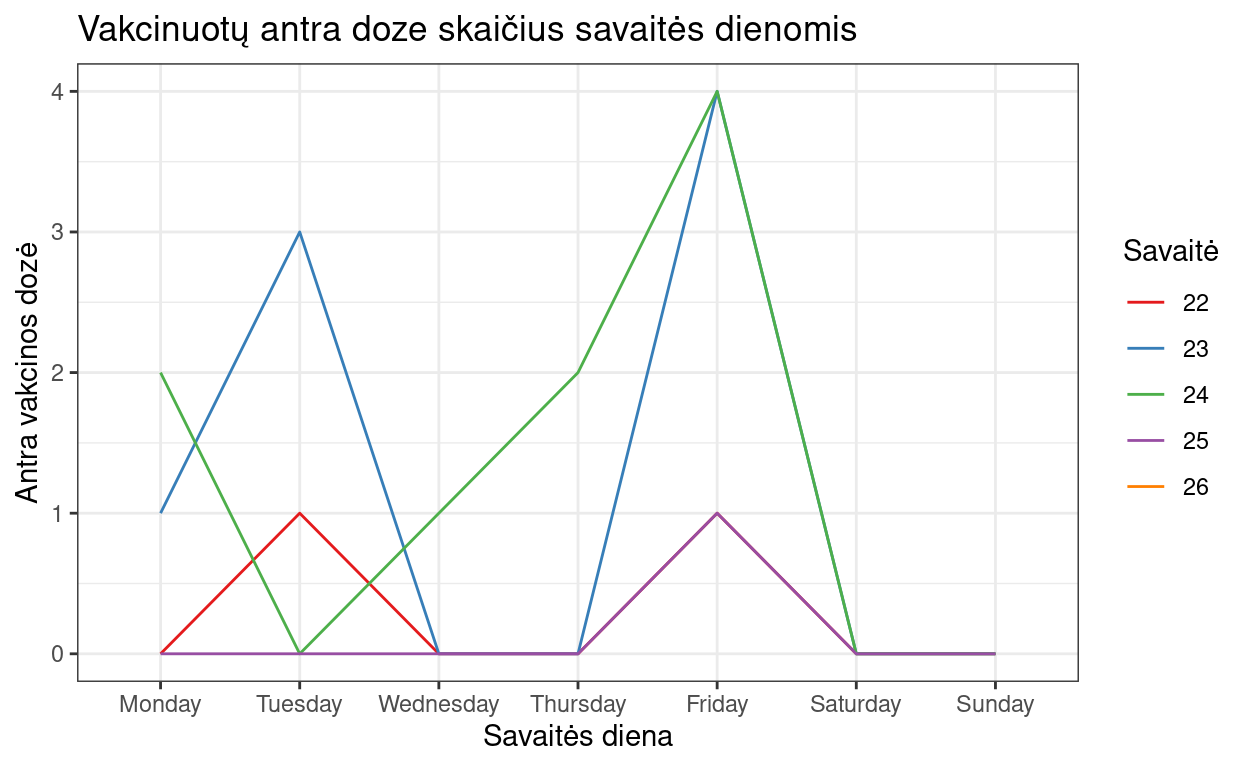 Vakcinuotų antra doze skaičius savaitės dienomis
Antra vakcinos dozė
4
3
2
1
0
Monday Tuesday Wednesday Thursday Friday Saturday Sunday
Savaitės diena
Savaitė
22
23
24
25
26